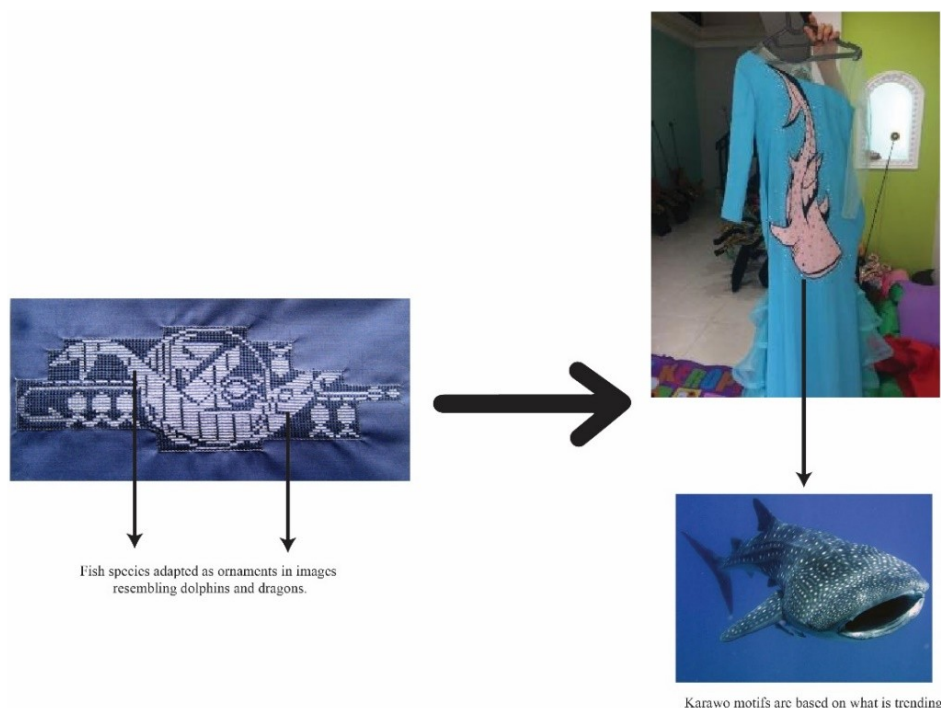 Fish species adapted as ornaments in images
resembling dolphins and dragons.
Karawo motifs are based on what is trending